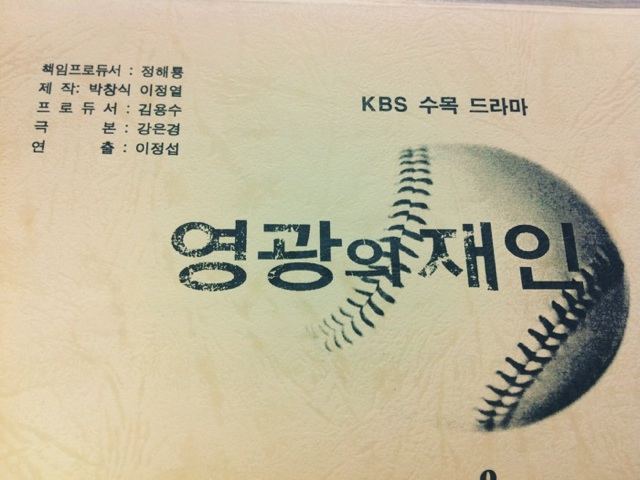 책임프로듀서 : 정해룡
제 작: 박창식 이정열
프 로 듀 서 : 김용수
극 본 : 강은경
연 출 : 이정섭
KBS 수목 드라마
영광의 재인